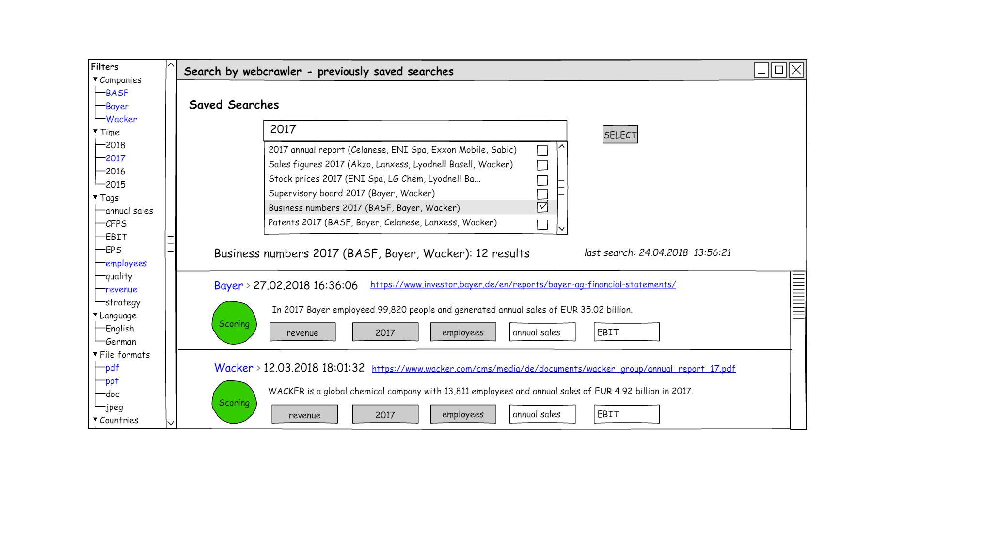 Filters
Companies
BASF
Bayer
Wacker
Time
2018
2017
2016
2015
Tags
annual sales
CFPS
EBIT
EPS
employees
quality
revenue
strategy
Language
English
German
File formats
pdf
ppt
doc
jpeg
Countries
Search by webcrawler - previously saved searches
Saved Searches
2017
SELECT
2017 annual report (Celanese, ENI Spa, Exxon Mobile, Sabic)
Sales figures 2017 (Akzo, Lanxess, Lyodnell Basell, Wacker)
Stock prices 2017 (ENI Spa, LG Chem, Lyodnell Ba...
Supervisory board 2017 (Bayer, Wacker)
Business numbers 2017 (BASF, Bayer, Wacker)
Patents 2017 (BASF, Bayer, Celanese, Lanxess, Wacker)
Business numbers 2017 (BASF, Bayer, Wacker): 12 results
last search: 24.04.2018 13:56:21
Bayer > 27.02.2018 16:36:06 https://www.investor.bayer.de/en/reports/bayer-ag-financial-statements/
In 2017 Bayer employeed 99,820 people and generated annual sales of EUR 35.02 billion.
Scoring
revenue 2017 employees annual sales EBIT
Wacker > 12.03.2018 18:01:32 https://www.wacker.com/cms/media/de/documents/wacker_group/annual_report_17.pdf
WACKER is a global chemical company with 13,811 employees and annual sales of EUR 4.92 billion in 2017.
Scoring
revenue 2017 employees annual sales EBIT